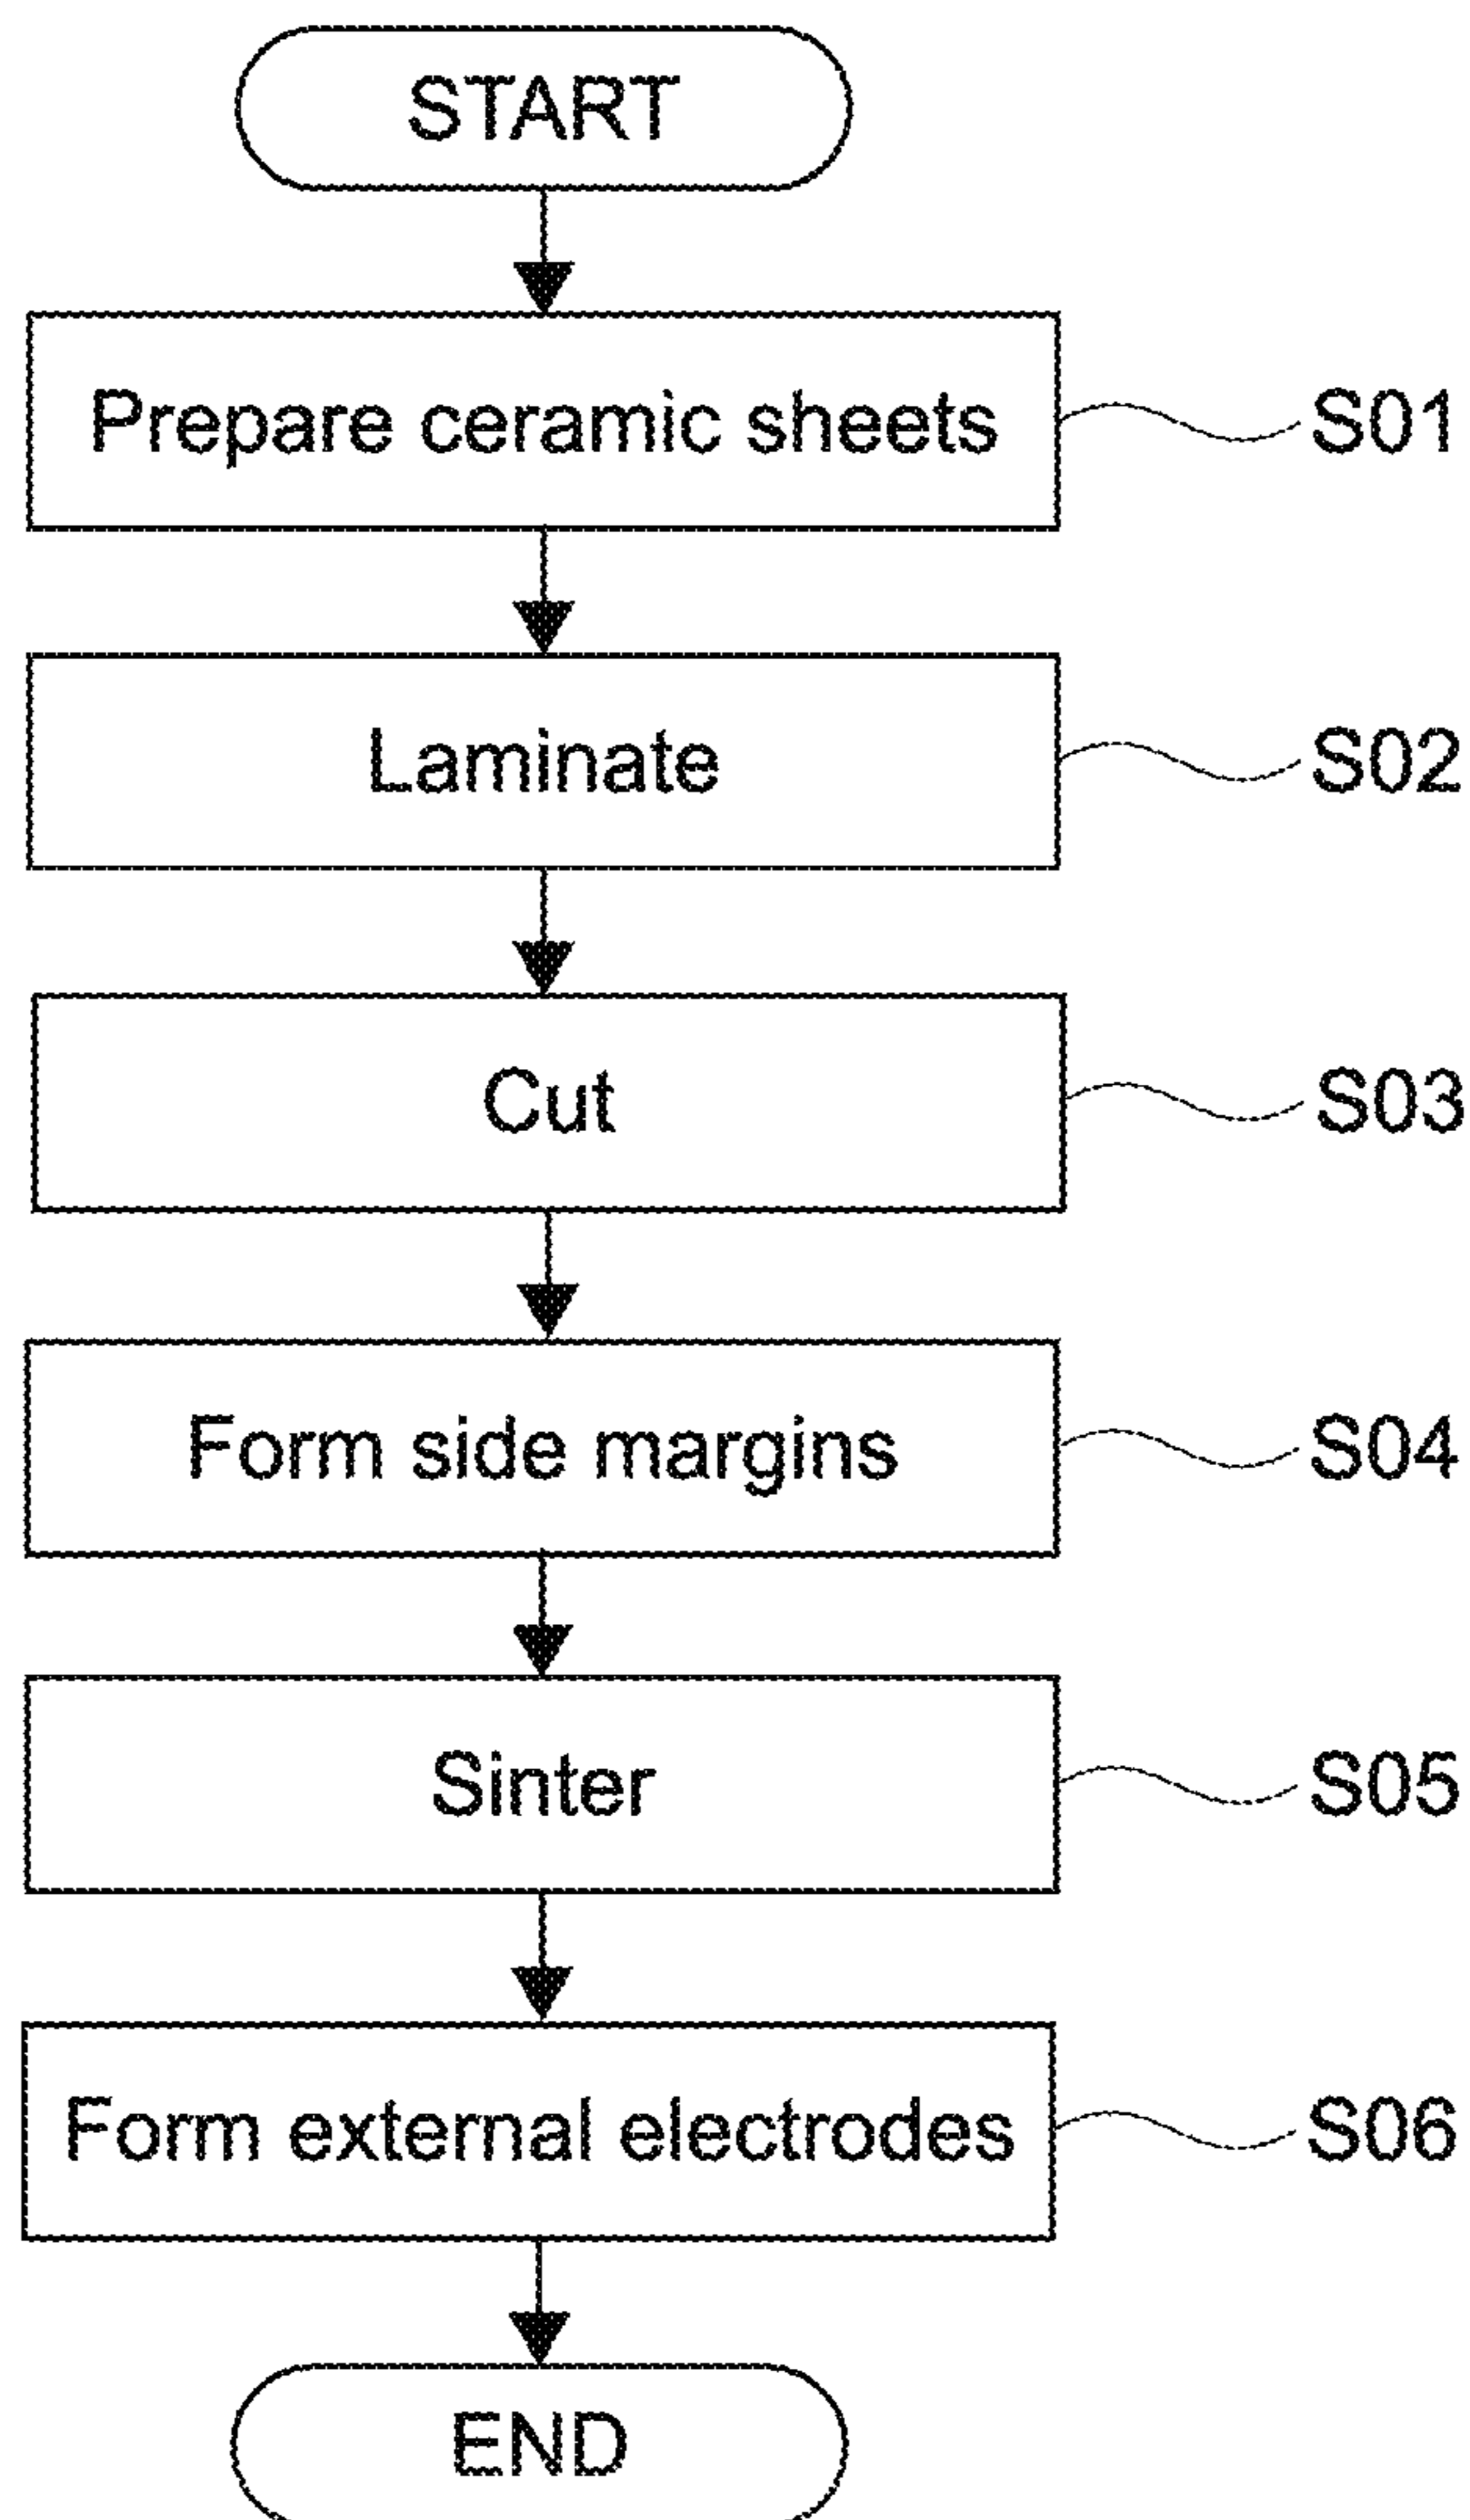 START
Prepare ceramic sheets
S01
Laminate
S02
Cut
S03
Form side margins
S04
Sinter
S05
Form external electrodes
S06
END